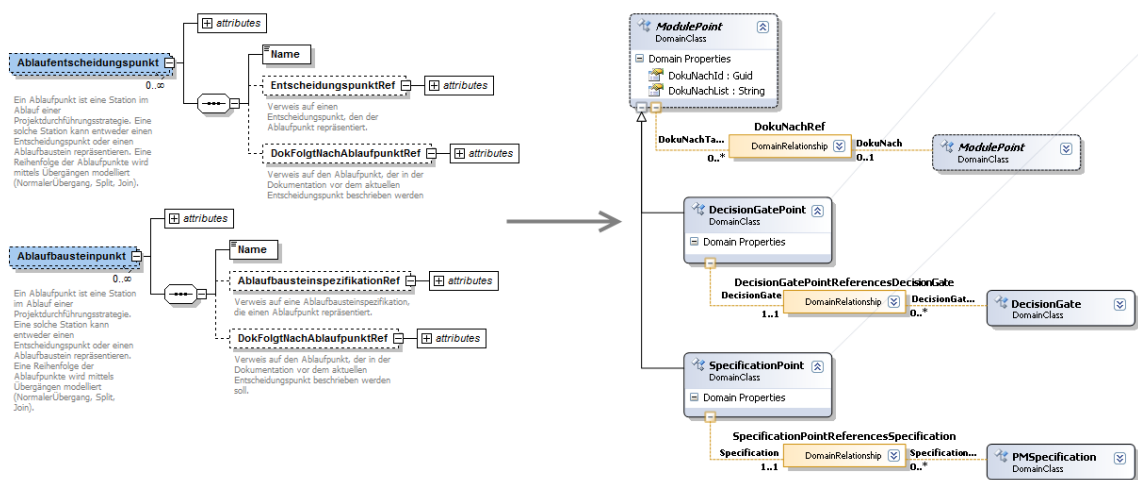 attributes
Ablaufentscheidungspunkt
0..∞
Name
EntscheidungspunktRef
attributes
Verweis auf einen
Entscheidungspunkt, den der
Ablaufpunkt repräsentiert.
DokFolgtNachAblaufpunktRef
attributes
Verweis auf den Ablaufpunkt, der in der
Dokumentation vor dem aktuellen
Entscheidungspunkt beschrieben werden
Ein Ablaufpunkt ist eine Station im
Ablauf einer
Projektdurchführungsstrategie. Eine
solche Station kann entweder einen
Entscheidungspunkt oder einen
Ablaufbaustein repräsentieren. Eine
Reihenfolge der Ablaufpunkte wird
mittels Übergängen modelliert
(NormalerÜbergang, Split, Join).
attributes
Ablaufbausteinpunkt
0..∞
Name
AblaufbausteinspezifikationRef
attributes
Verweis auf eine Ablaufbausteinspezifikation,
die einen Ablaufpunkt repräsentiert.
DokFolgtNachAblaufpunktRef
attributes
Verweis auf den Ablaufpunkt, der in der
Dokumentation vor dem aktuellen
Entscheidungspunkt beschrieben werden
soll.
Ein Ablaufpunkt ist eine Station
im Ablauf einer
Projektdurchführungsstrategie.
Eine solche Station kann
entweder einen
Entscheidungspunkt oder einen
Ablaufbaustein repräsentieren.
Eine Reihenfolge der
Ablaufpunkte wird mittels
Übergängen modelliert
(NormalerÜbergang, Split,
Join).
ModulePoint
DomainClass
Domain Properties
DokuNachId : Guid
DokuNachList : String
DokuNachRef
DokuNachTa...
0..*
DomainRelationship
DokuNach
0..1
ModulePoint
DomainClass
DecisionGatePoint
DomainClass
Domain Properties
DecisionGatePointReferencesDecisionGate
DecisionGate
1..1
DomainRelationship
DecisionGat...
0..*
DecisionGate
DomainClass
SpecificationPoint
DomainClass
Domain Properties
SpecificationPointReferencesSpecification
Specification
1..1
DomainRelationship
Specification...
0..*
PMSpecification
DomainClass